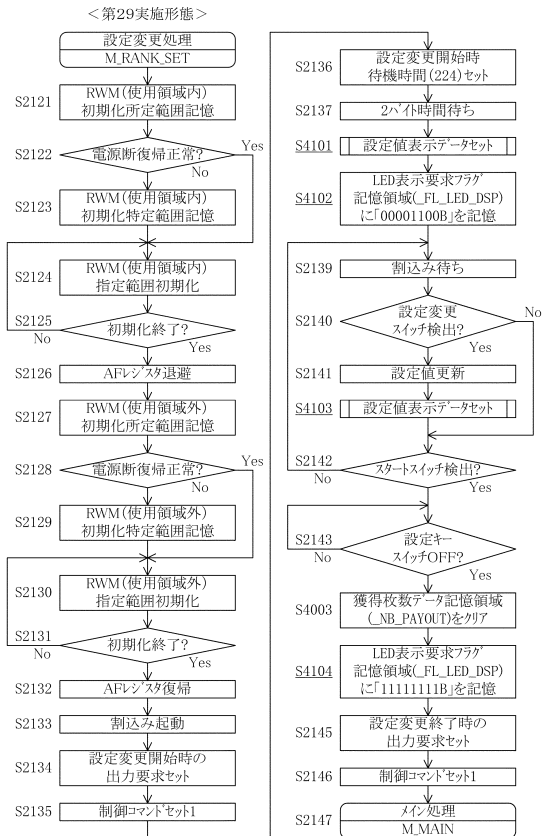 ＜第29実施形態＞
設定変更処理
M_RANK_SET
S2121
RWM(使用領域内)
初期化所定範囲記憶
S2122
電源断復帰正常?
Yes
No
S2123
RWM(使用領域内)
初期化特定範囲記憶
S2124
RWM(使用領域内)
指定範囲初期化
S2125
初期化終了?
No
Yes
S2126
AFレジスタ退避
S2127
RWM(使用領域外)
初期化所定範囲記憶
S2128
電源断復帰正常?
Yes
No
S2129
RWM(使用領域外)
初期化特定範囲記憶
S2130
RWM(使用領域外)
指定範囲初期化
S2131
初期化終了?
No
Yes
S2132
AFレジスタ復帰
S2133
割込み起動
S2134
設定変更開始時の
出力要求セット
S2135
制御コマンドセット1
S2136
設定変更開始時
待機時間(224)セット
S2137
2バイト時間待ち
S4101
設定値表示データセット
S4102
LED表示要求フラグ
記憶領域(_FL_LED_DSP)
に「00001100B」を記憶
S2139
割込み待ち
S2140
設定変更
スイッチ検出?
No
Yes
S2141
設定値更新
S4103
設定値表示データセット
S2142
スタートスイッチ検出?
No
Yes
S2143
設定キー
スイッチOFF?
No
Yes
S4003
獲得枚数データ記憶領域
(_NB_PAYOUT)をクリア
S4104
LED表示要求フラグ
記憶領域(_FL_LED_DSP)
に「11111111B」を記憶
S2145
設定変更終了時の
出力要求セット
S2146
制御コマンドセット1
S2147
メイン処理
M_MAIN